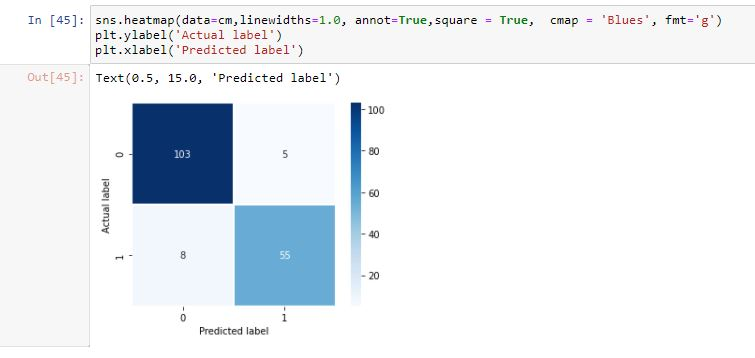 In [45]: sns.heatmap(data=cm,linewidths=1.0, annot=True,square = True,  cmap = 'Blues', fmt='g')
plt.ylabel('Actual label')
plt.xlabel('Predicted label')
Out[45]: Text(0.5, 15.0, 'Predicted label')
103 5
8 55
0
1
Actual label
0 1
Predicted label
100
80
60
40
20